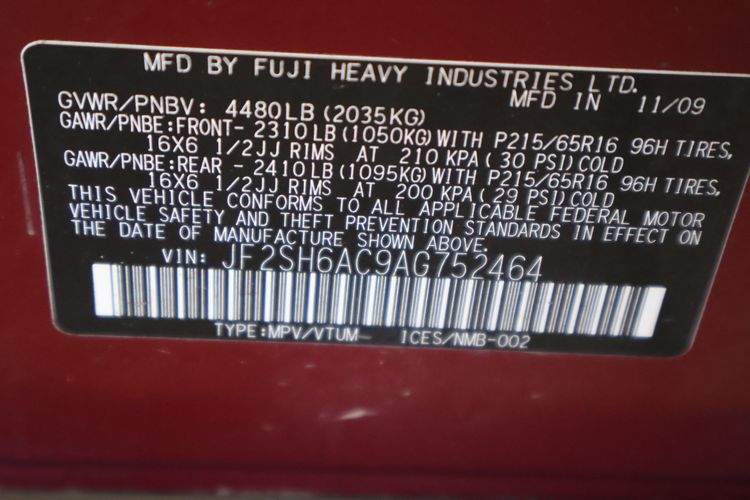 MFD BY FUJI HEAVY INDUSTRIES LTD.
MFD IN 11/09
GVWR/PNBV: 4480LB(2035KG)
GAWR/PNBE:FRONT- 2310LB(1050KG)WITH P215/65R16 96H TIRES,
16X6 1/2JJ RIMS AT 210 KPA( 30 PSI)COLD
GAWR/PNBE:REAR - 2410LB(1095KG)WITH P215/65R16 96H TIRES,
16X6 1/2JJ RIMS AT 200 KPA( 29 PSI)COLD
THIS VEHICLE CONFORMS TO ALL APPLICABLE FEDERAL MOTOR
VEHICLE SAFETY AND THEFT PREVENTION STANDARDS IN EFFECT ON
THE DATE OF MANUFACTURE SHOWN ABOVE.
VIN: JF2SH6AC9AG752464
TYPE:MPV/VTUM ICES/NMB-002